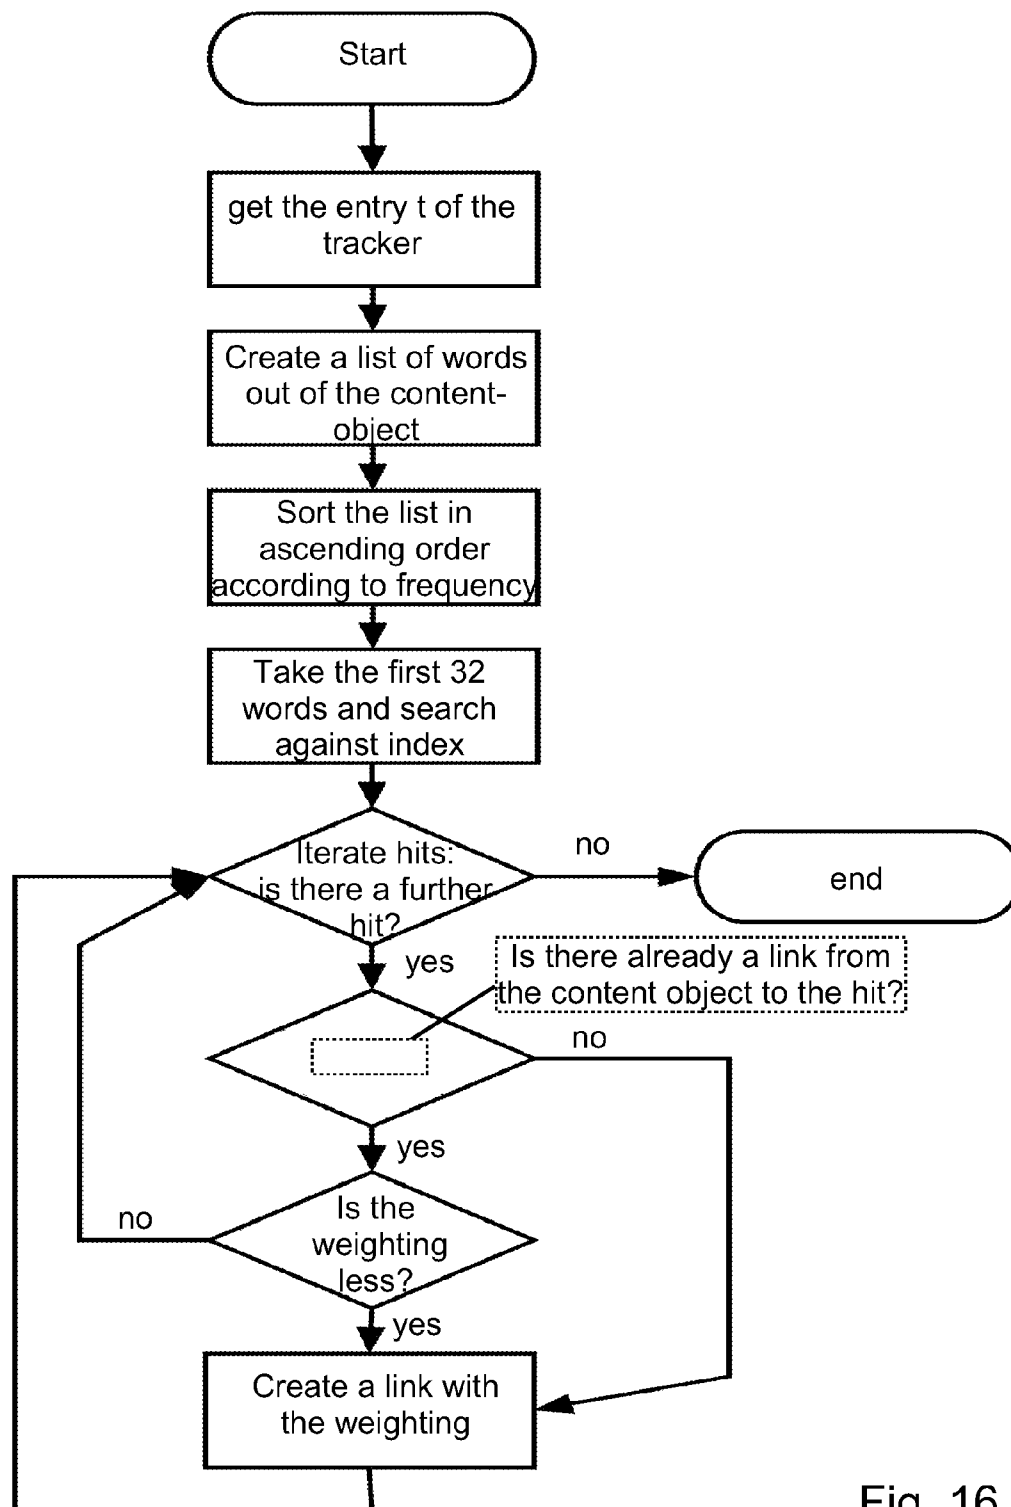 Start
get the entry t of the
tracker
Create a list of words
out of the content-
object
Sort the list in
ascending order
according to frequency
Take the first 32
words and search
against index
Iterate hits:
is there a further
hit?
no
end
yes
Is there already a link from
the content object to the hit?
no
yes
Is the
weighting
less?
no
yes
Create a link with
the weighting
Fig. 16